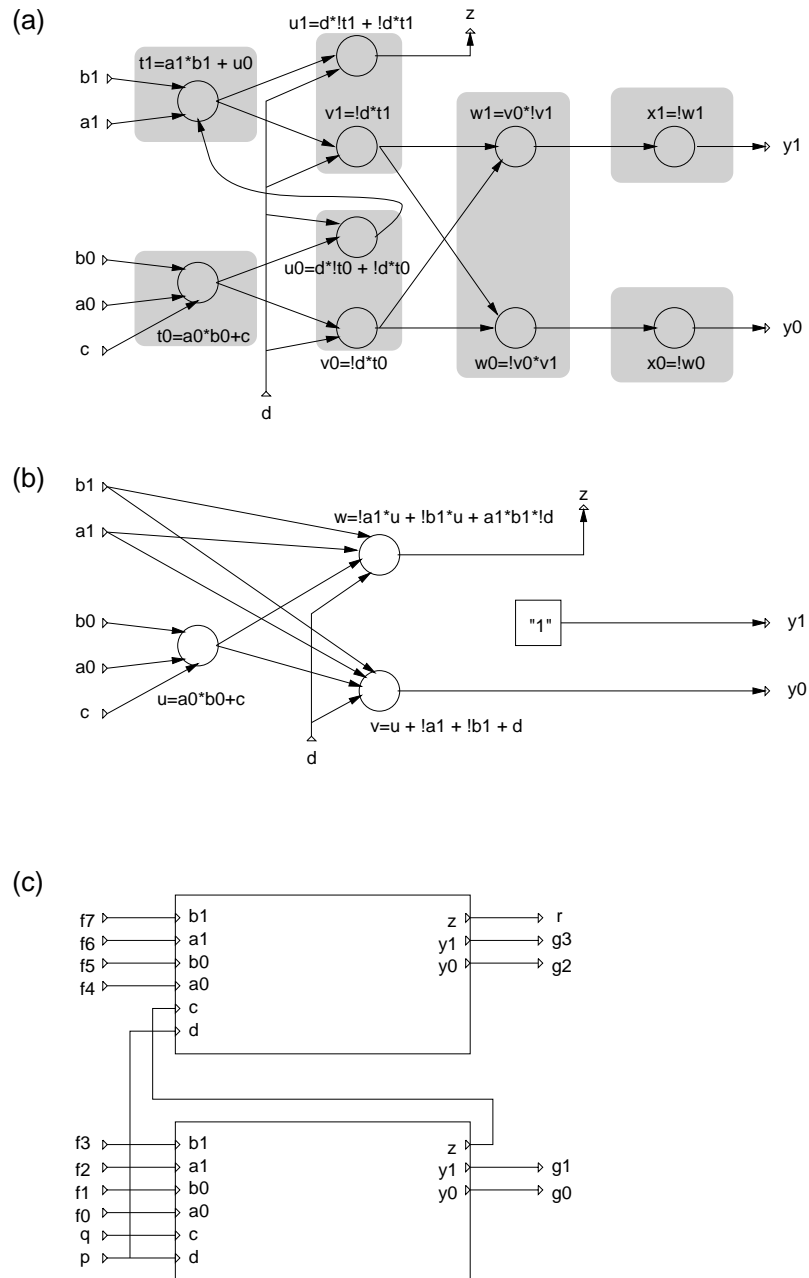 (a)
z
u1=d*!t1 + !d*t1
t1=a1*b1 + u0
b1
a1
v1=!d*t1
w1=v0*!v1
x1=!w1
y1
b0
u0=d*!t0 + !d*t0
a0
c
t0=a0*b0+c
v0=!d*t0
w0=!v0*v1
x0=!w0
y0
d
(b)
b1
z
w=!a1*u + !b1*u + a1*b1*!d
a1
b0
"1"
y1
a0
y0
u=a0*b0+c
c
v=u + !a1 + !b1 + d
d
(c)
f7 b1 z r
f6 a1 y1 g3
f5 b0 y0 g2
f4 a0
c
d
f3 b1 z
f2 a1 y1 g1
f1 b0 y0 g0
f0 a0
q c
p d